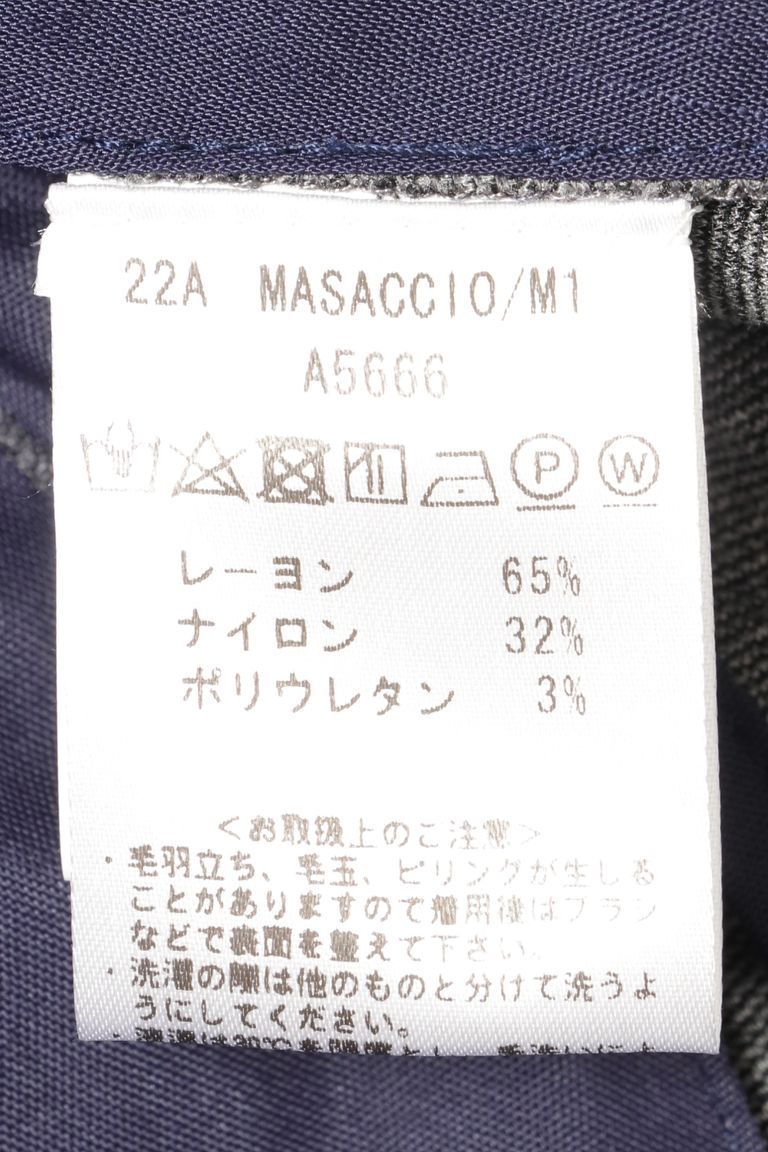 22A MASACCIO/M1
A5666
P W
レーヨン 65%
ナイロン 32%
ポリウレタン 3%
<お取扱上のご注意>
・毛羽立ち、毛玉、ピリングが生じる
ことがありますので着用後はブラシ
などで表面を整えて下さい。
・洗濯の際は他のものと分けて洗うよ
うにしてください。